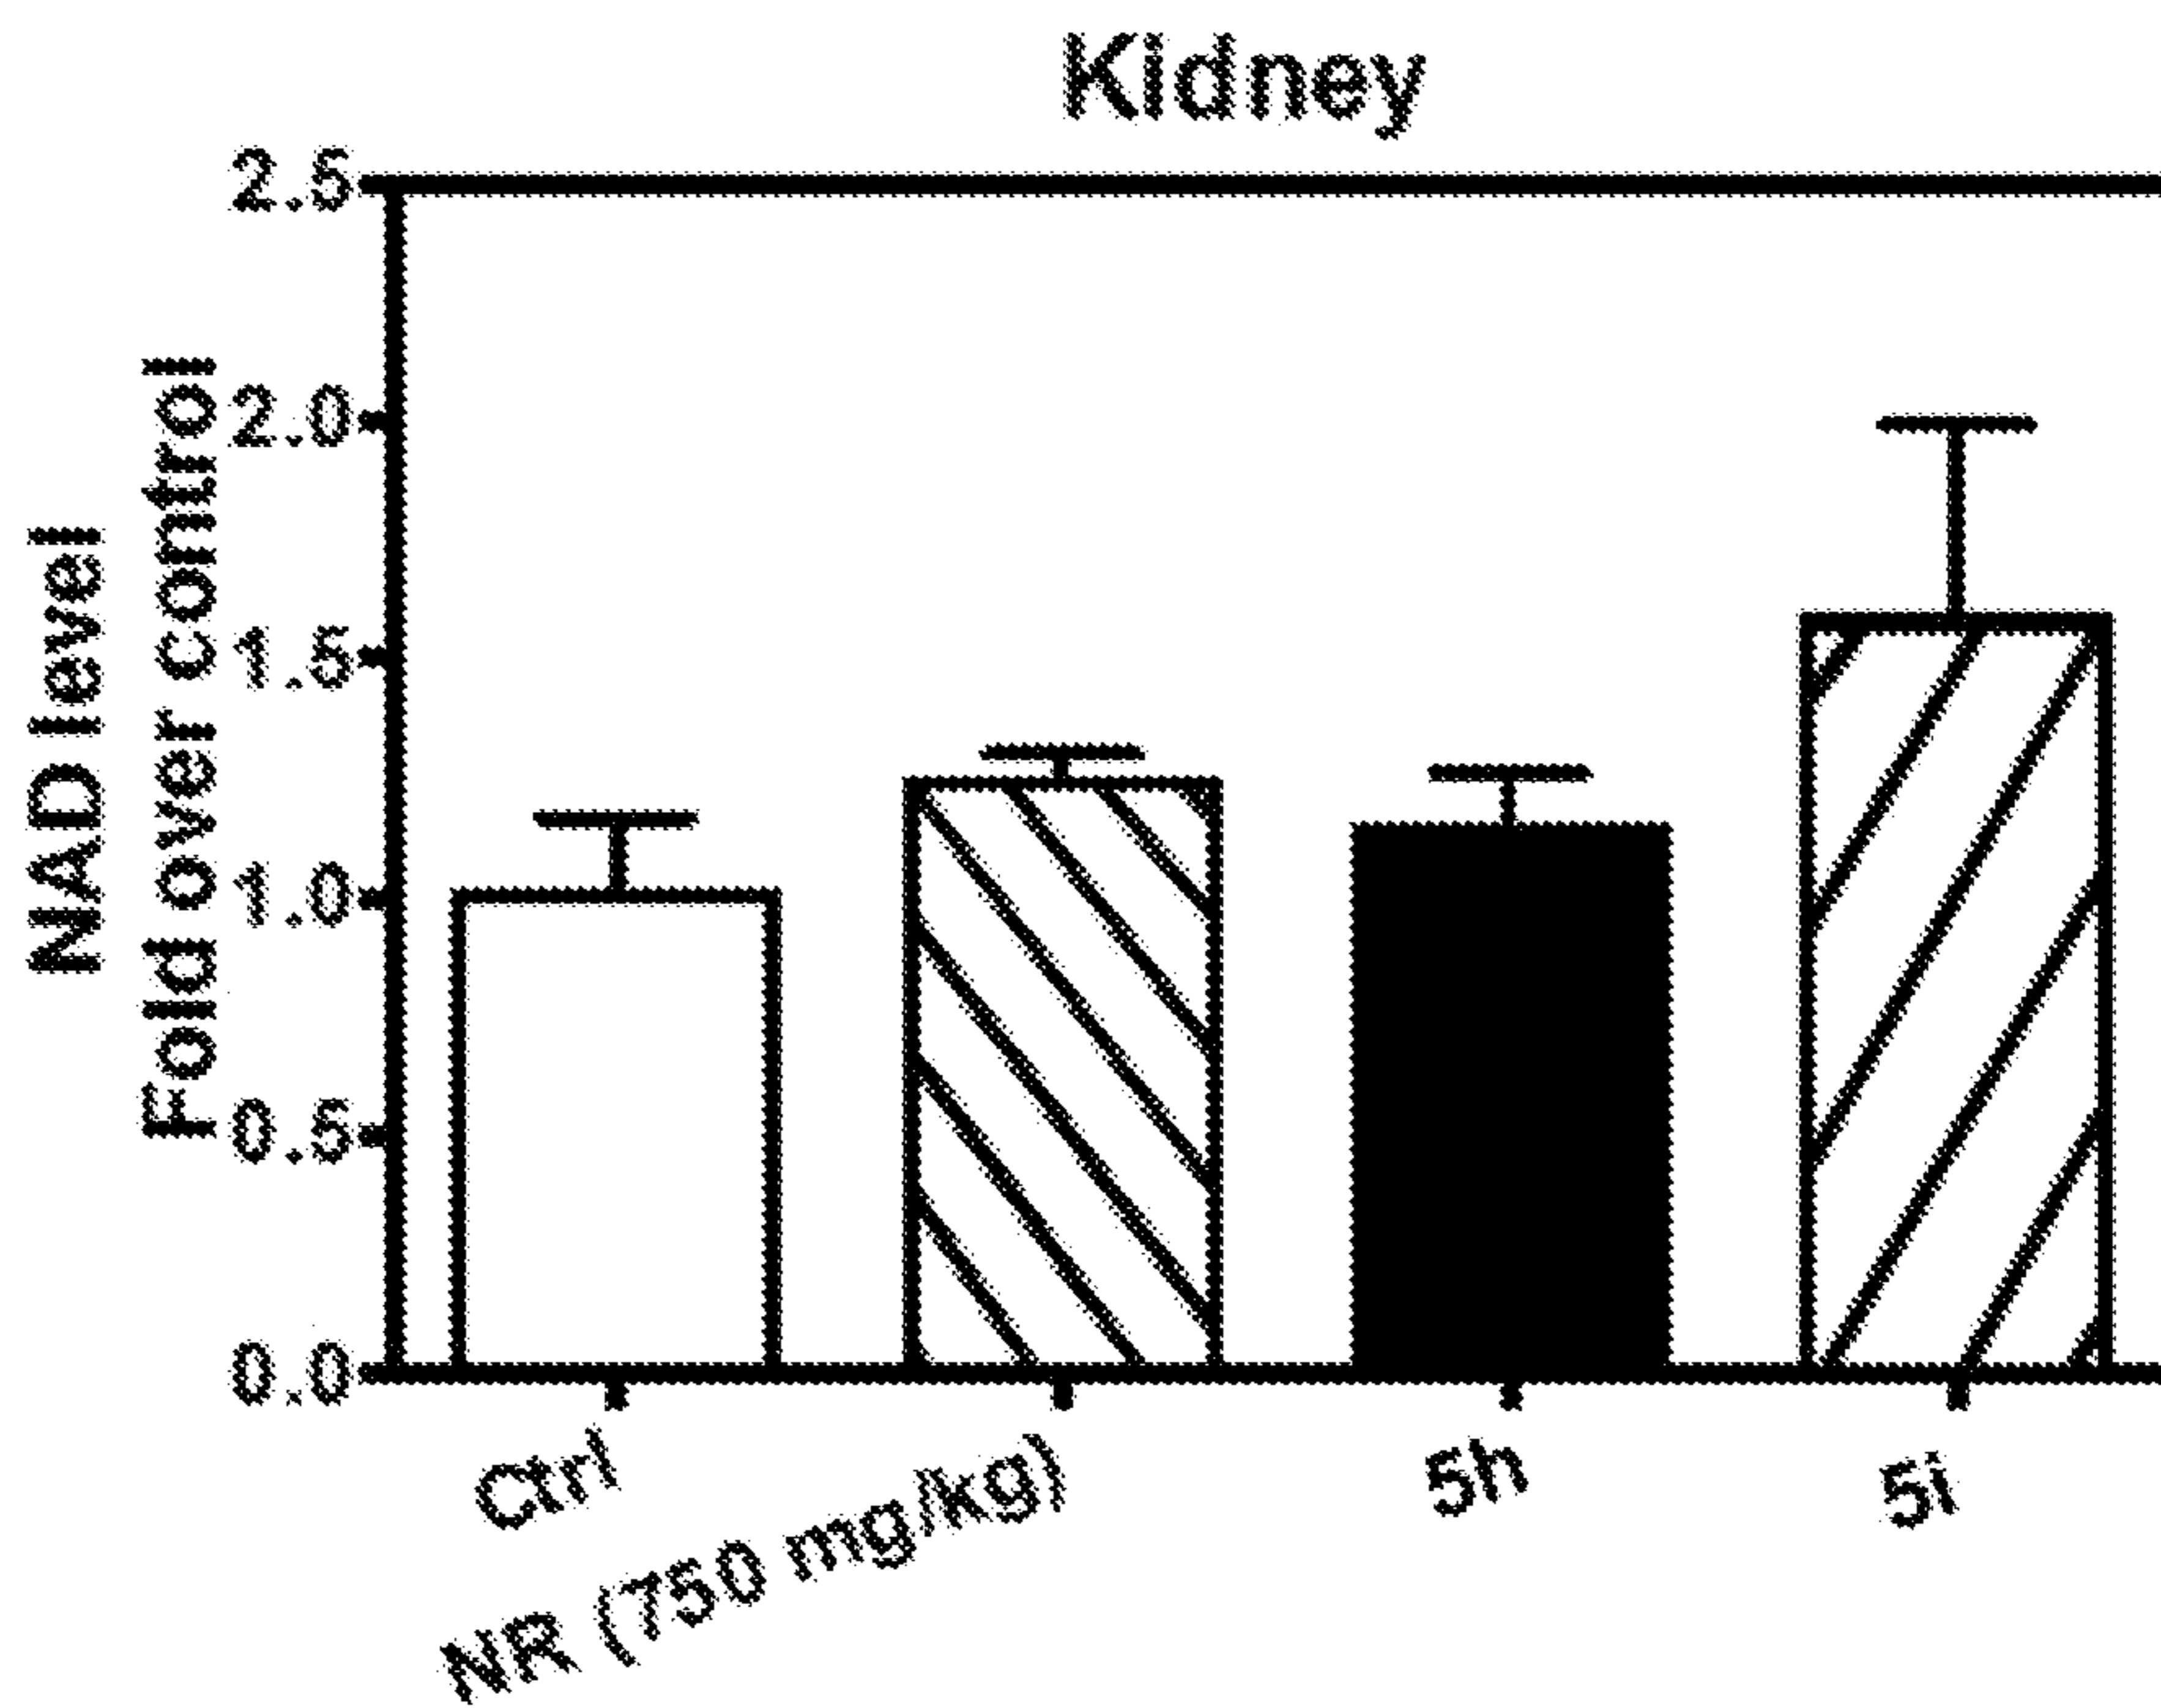 Kidney
NAD level
Fold over control
2.5
2.0
1.5
1.0
0.5
0.0
Ctrl
NR (750 mg/kg)
5h
5i